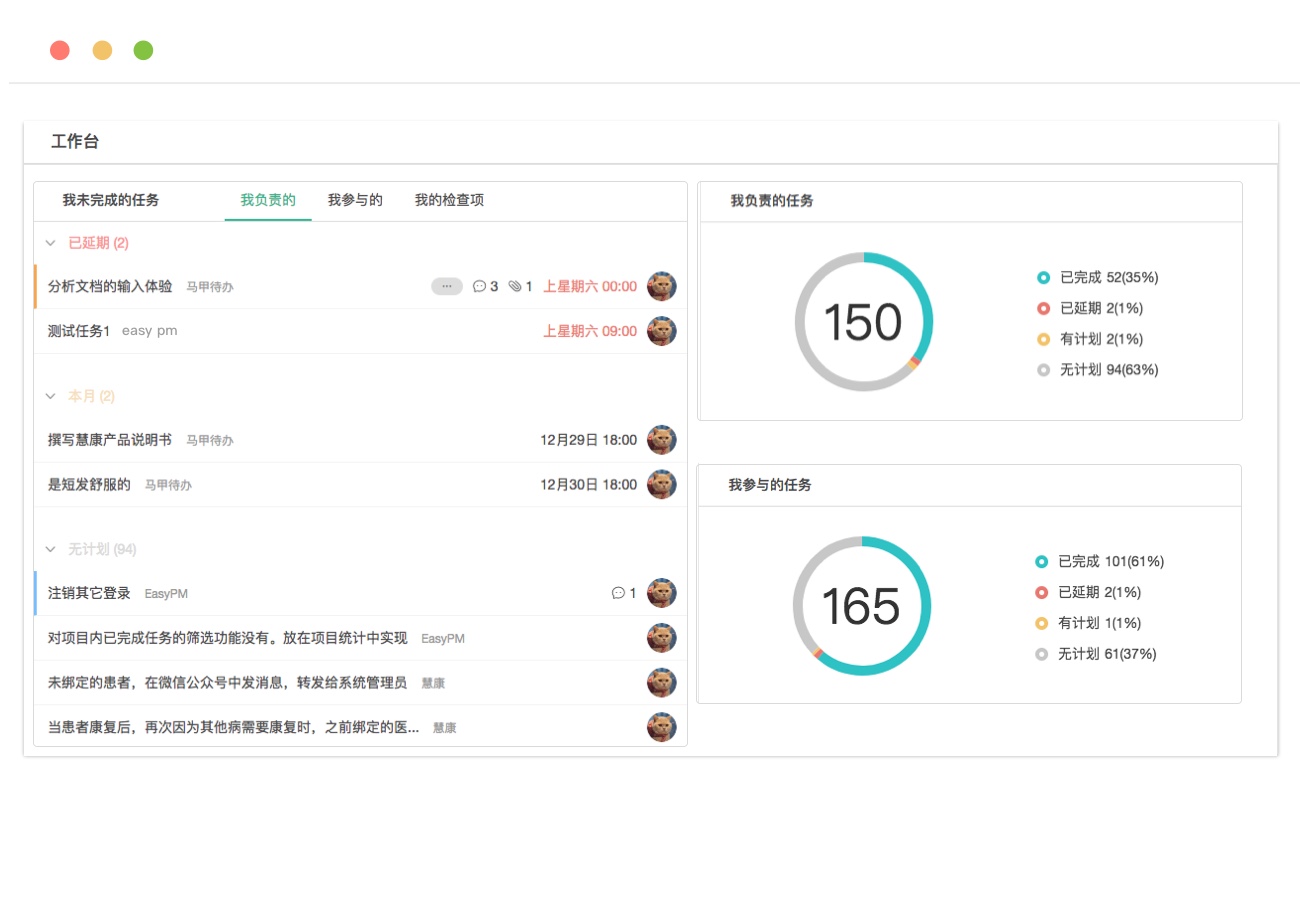 工作台
我未完成的任务 我负责的 我参与的 我的检查项
已延期 (2)
分析文档的输入体验 马甲待办 ··· 3 1 上星期六 00:00
测试任务1 easy pm 上星期六 09:00
本月 (2)
撰写慧康产品说明书 马甲待办 12月29日 18:00
是短发舒服的 马甲待办 12月30日 18:00
无计划 (94)
注销其它登录 EasyPM 1
对项目内已完成任务的筛选功能没有。放在项目统计中实现 EasyPM
未绑定的患者，在微信公众号中发消息，转发给系统管理员 慧康
当患者康复后，再次因为其他病需要康复时，之前绑定的医... 慧康
我负责的任务
150
已完成 52(35%)
已延期 2(1%)
有计划 2(1%)
无计划 94(63%)
我参与的任务
165
已完成 101(61%)
已延期 2(1%)
有计划 1(1%)
无计划 61(37%)